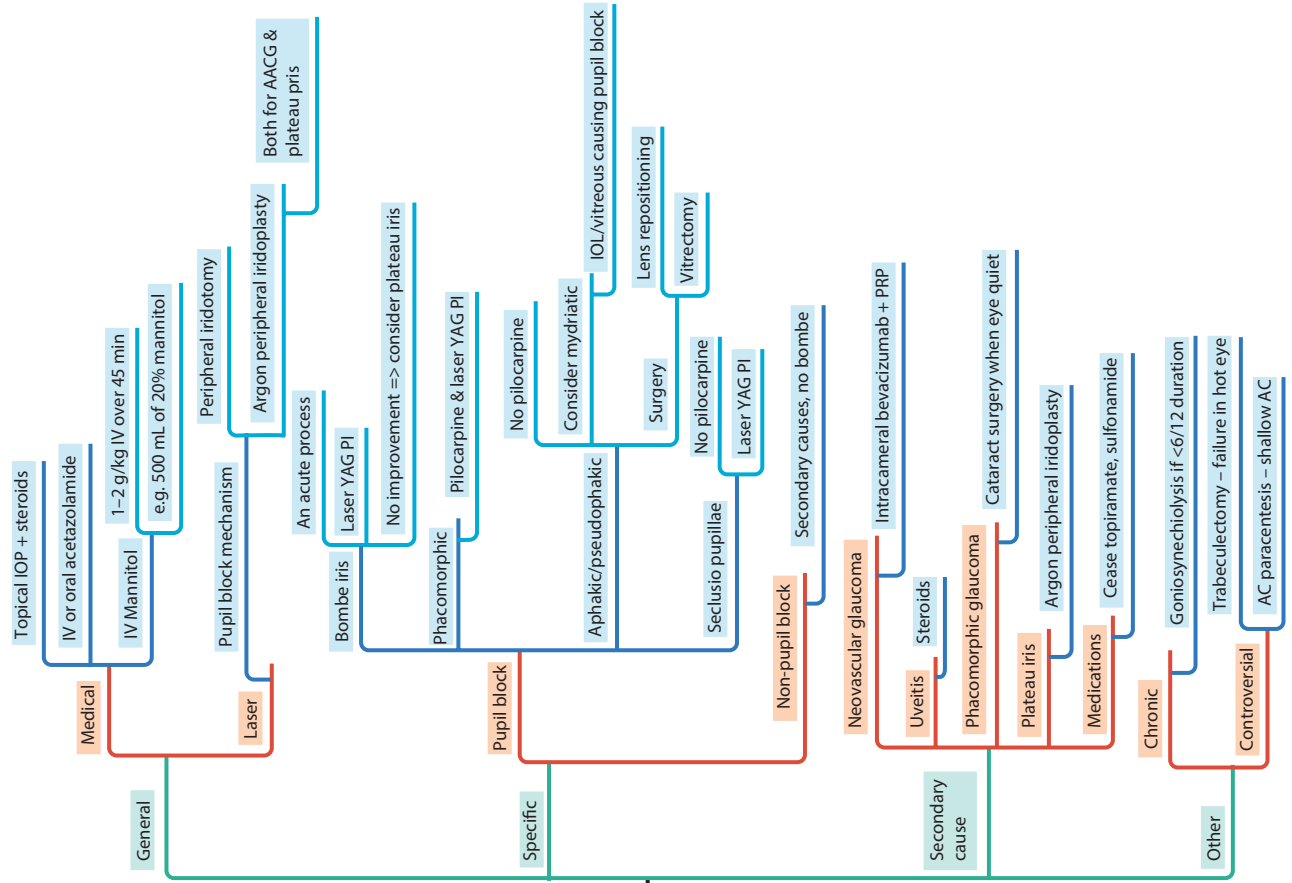 General
Medical
Topical IOP + steroids
IV or oral acetazolamide
IV Mannitol
1–2 g/kg IV over 45 min
e.g. 500 mL of 20% mannitol
Laser
Pupil block mechanism
Peripheral iridotomy
Argon peripheral iridoplasty
Both for AACG &
plateau pris
Specific
Pupil block
Bombe iris
An acute process
Laser YAG PI
No improvement => consider plateau iris
Phacomorphic
Pilocarpine & laser YAG PI
Aphakic/pseudophakic
No pilocarpine
Consider mydriatic
IOL/vitreous causing pupil block
Surgery
Lens repositioning
Vitrectomy
Seclusio pupillae
No pilocarpine
Laser YAG PI
Non-pupil block
Secondary causes, no bombe
Secondary
cause
Neovascular glaucoma
Intracameral bevacizumab + PRP
Uveitis
Steroids
Phacomorphic glaucoma
Cataract surgery when eye quiet
Plateau iris
Argon peripheral iridoplasty
Medications
Cease topiramate, sulfonamide
Other
Chronic
Goniosynechiolysis if <6/12 duration
Controversial
Trabeculectomy – failure in hot eye
AC paracentesis – shallow AC